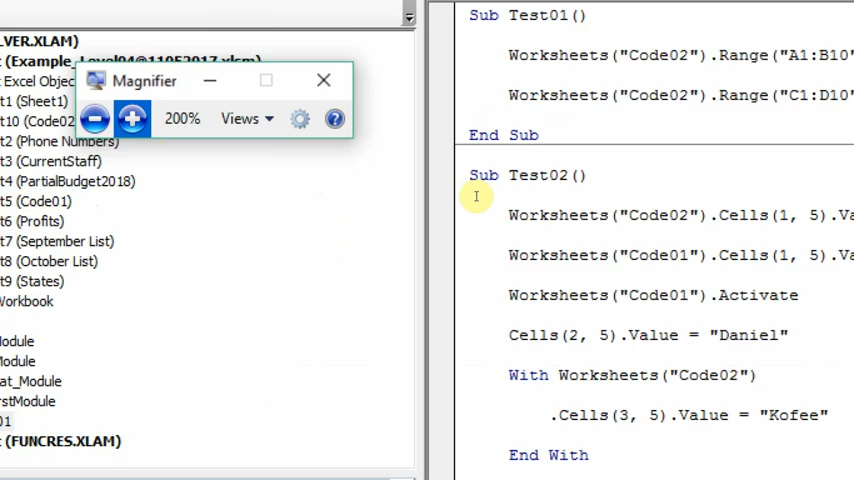 LVER.XLAM)
t (Example_Level04@11052017.xlsm)
t Excel Objec
t1 (Sheet1)
t10 (Code02
t2 (Phone Numbers)
t3 (CurrentStaff)
t4 (PartialBudget2018)
t5 (Code01)
t6 (Profits)
t7 (September List)
t8 (October List)
t9 (States)
Workbook
odule
Module
at_Module
rstModule
01
t (FUNCRES.XLAM)
Magnifier
200% Views
Sub Test01()
Worksheets("Code02").Range("A1:B10"
Worksheets("Code02").Range("C1:D10"
End Sub
Sub Test02()
Worksheets("Code02").Cells(1, 5).Va
Worksheets("Code01").Cells(1, 5).Va
Worksheets("Code01").Activate
Cells(2, 5).Value = "Daniel"
With Worksheets("Code02")
.Cells(3, 5).Value = "Kofee"
End With